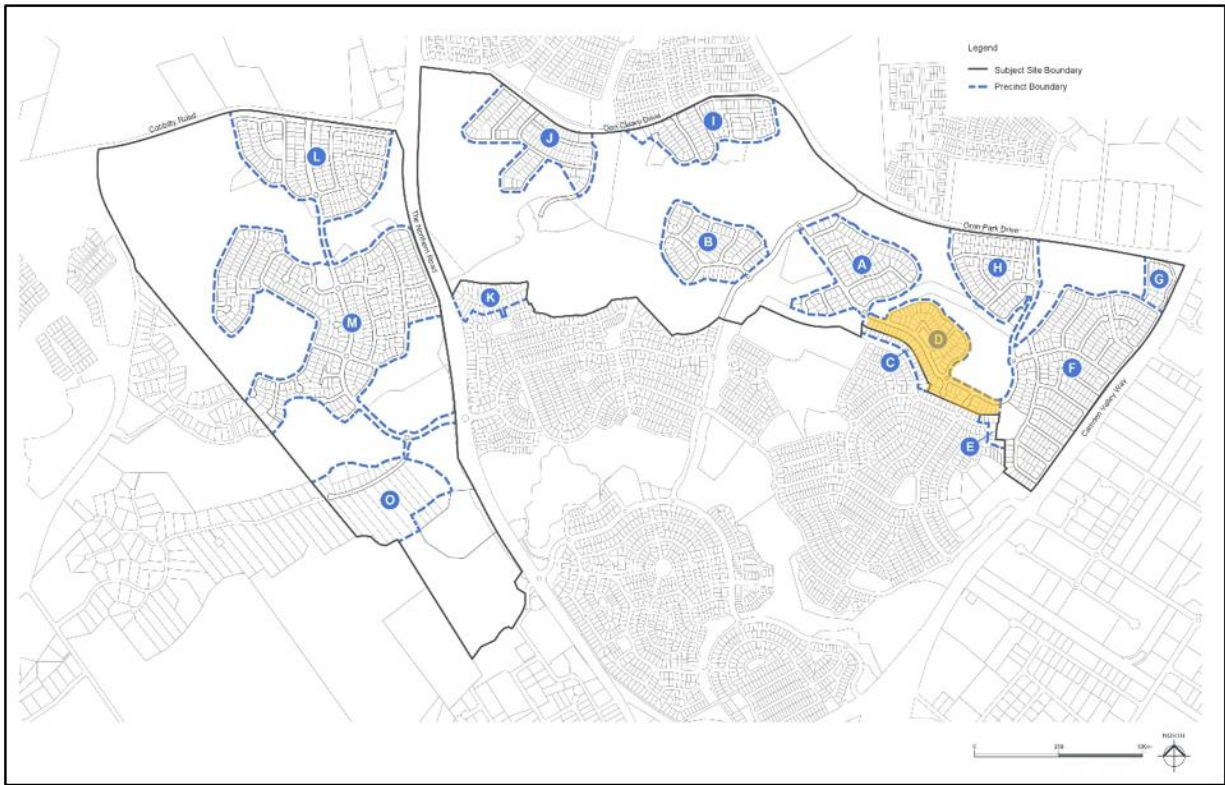 Legend
Subject Site Boundary
Precinct Boundary
Cobbitty Road
L
J
Dan Cleary Drive
I
The Northern Road
B
A
Oran Park Drive
H
G
K
M
D
C
F
Camden Valley Way
E
O
NORTH
0
250
500m